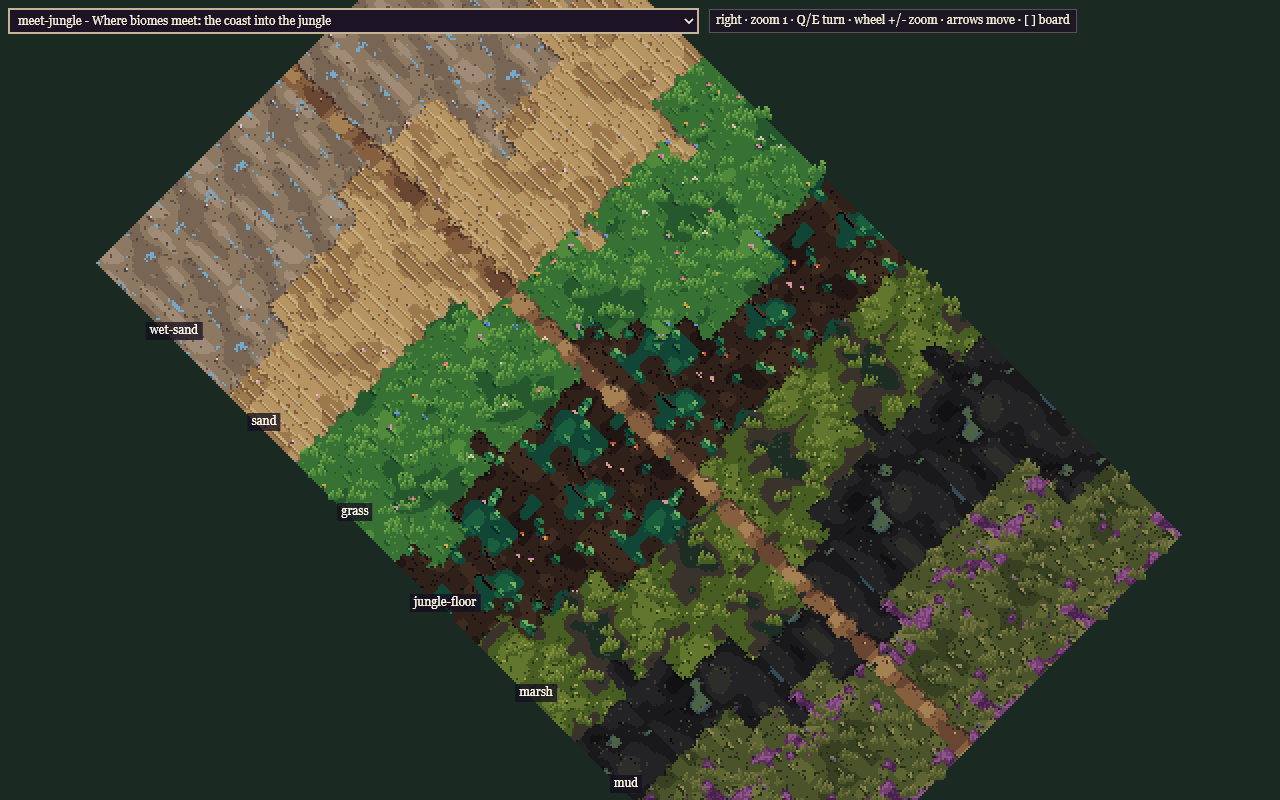 meet-jungle - Where biomes meet: the coast into the jungle
right · zoom 1 · Q/E turn · wheel +/- zoom · arrows move · [ ] board
wet-sand
sand
grass
jungle-floor
marsh
mud